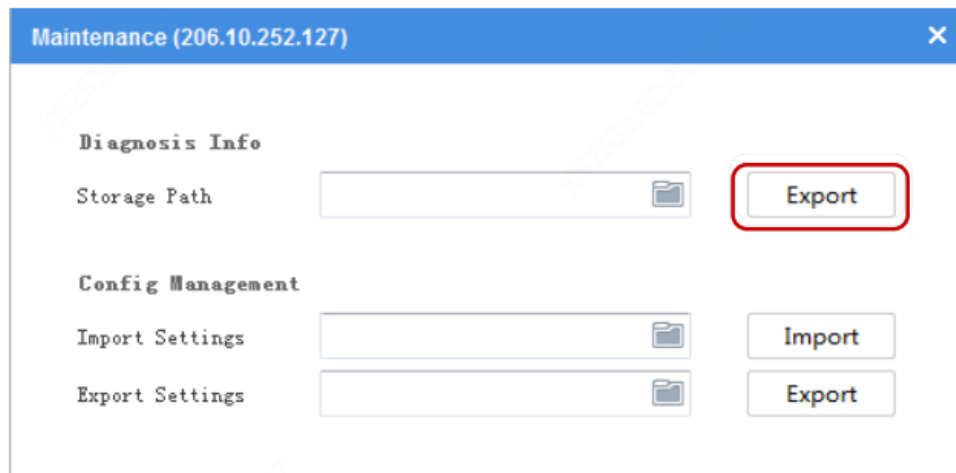 Maintenance (206.10.252.127)
Diagnosis Info
Storage Path Export
Config Management
Import Settings Import
Export Settings Export